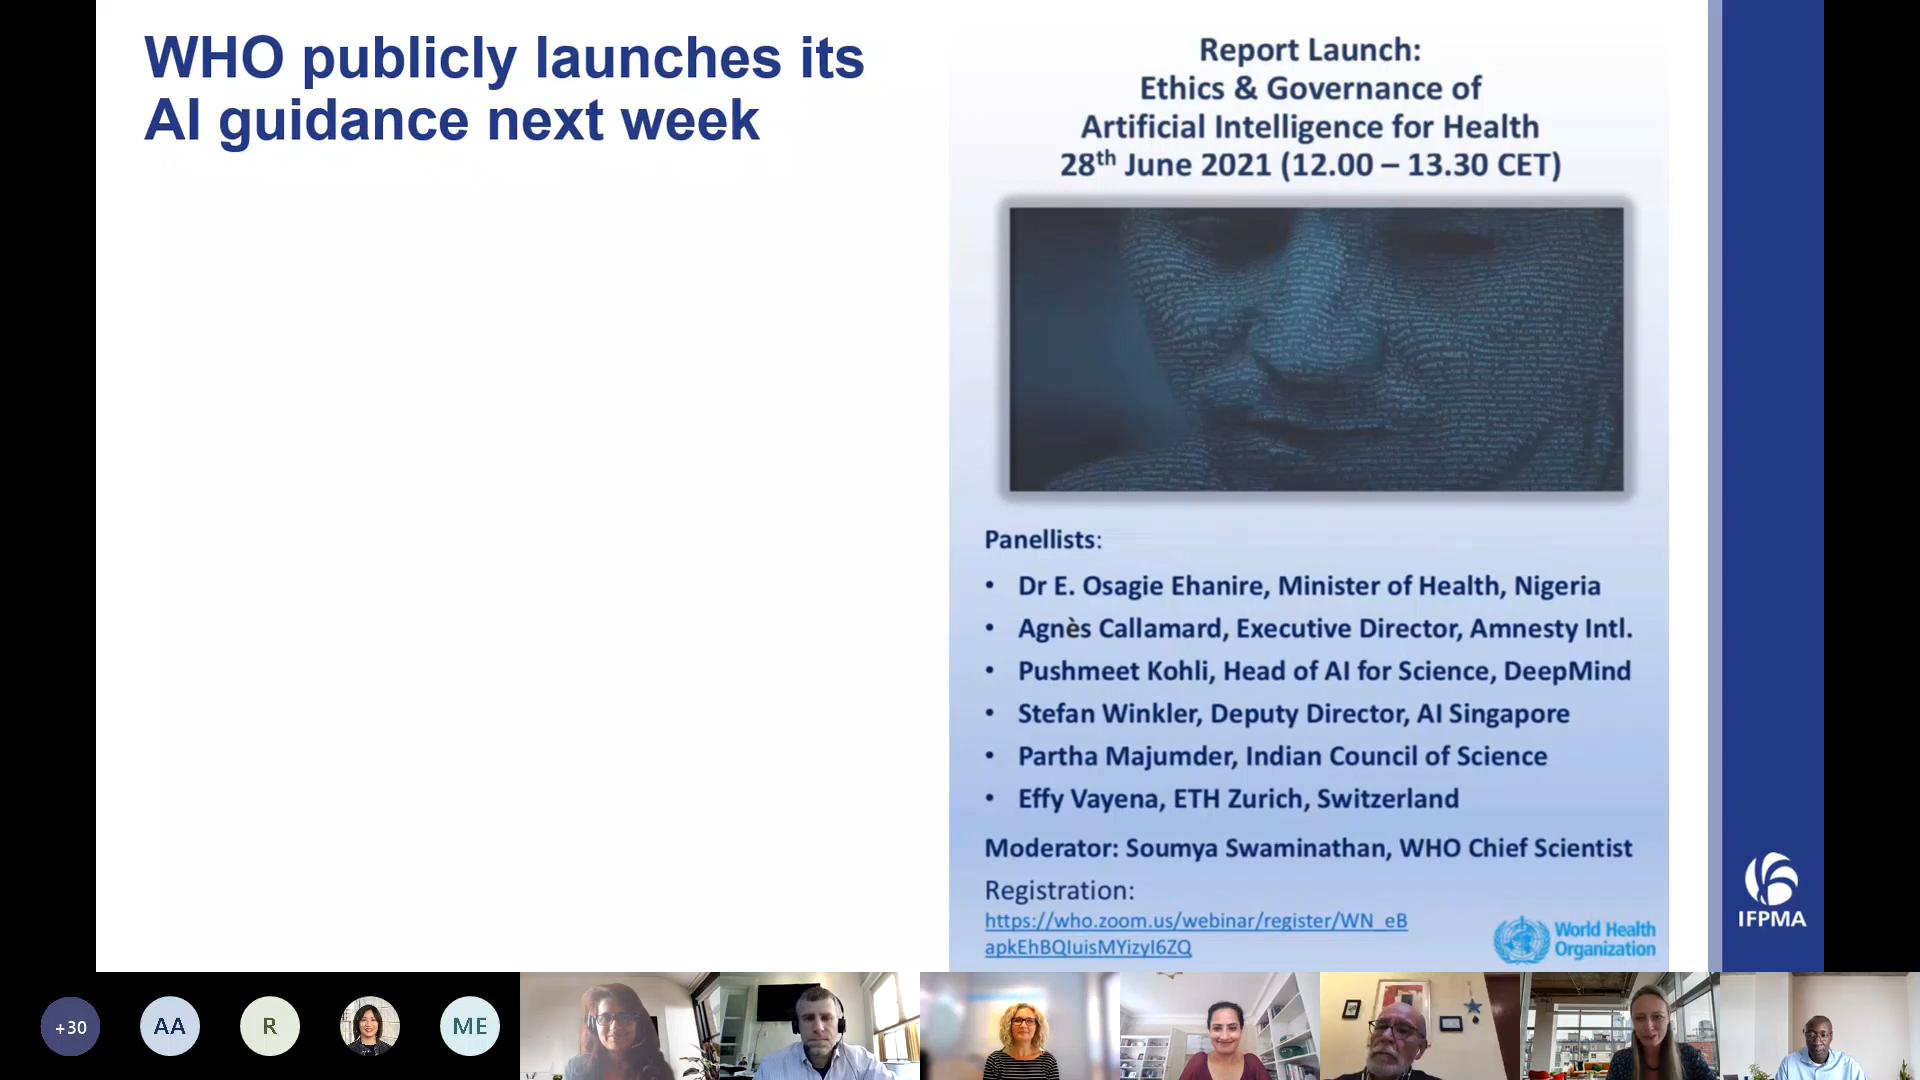 WHO publicly launches its
AI guidance next week
Report Launch:
Ethics & Governance of
Artificial Intelligence for Health
28th June 2021 (12.00 – 13.30 CET)
Panellists:
• Dr E. Osagie Ehanire, Minister of Health, Nigeria
• Agnès Callamard, Executive Director, Amnesty Intl.
• Pushmeet Kohli, Head of AI for Science, DeepMind
• Stefan Winkler, Deputy Director, AI Singapore
• Partha Majumder, Indian Council of Science
• Effy Vayena, ETH Zurich, Switzerland
Moderator: Soumya Swaminathan, WHO Chief Scientist
Registration:
https://who.zoom.us/webinar/register/WN_eB
apkEhBQIuisMYizyI6ZQ
World Health
Organization
IFPMA
+30
AA
R
ME